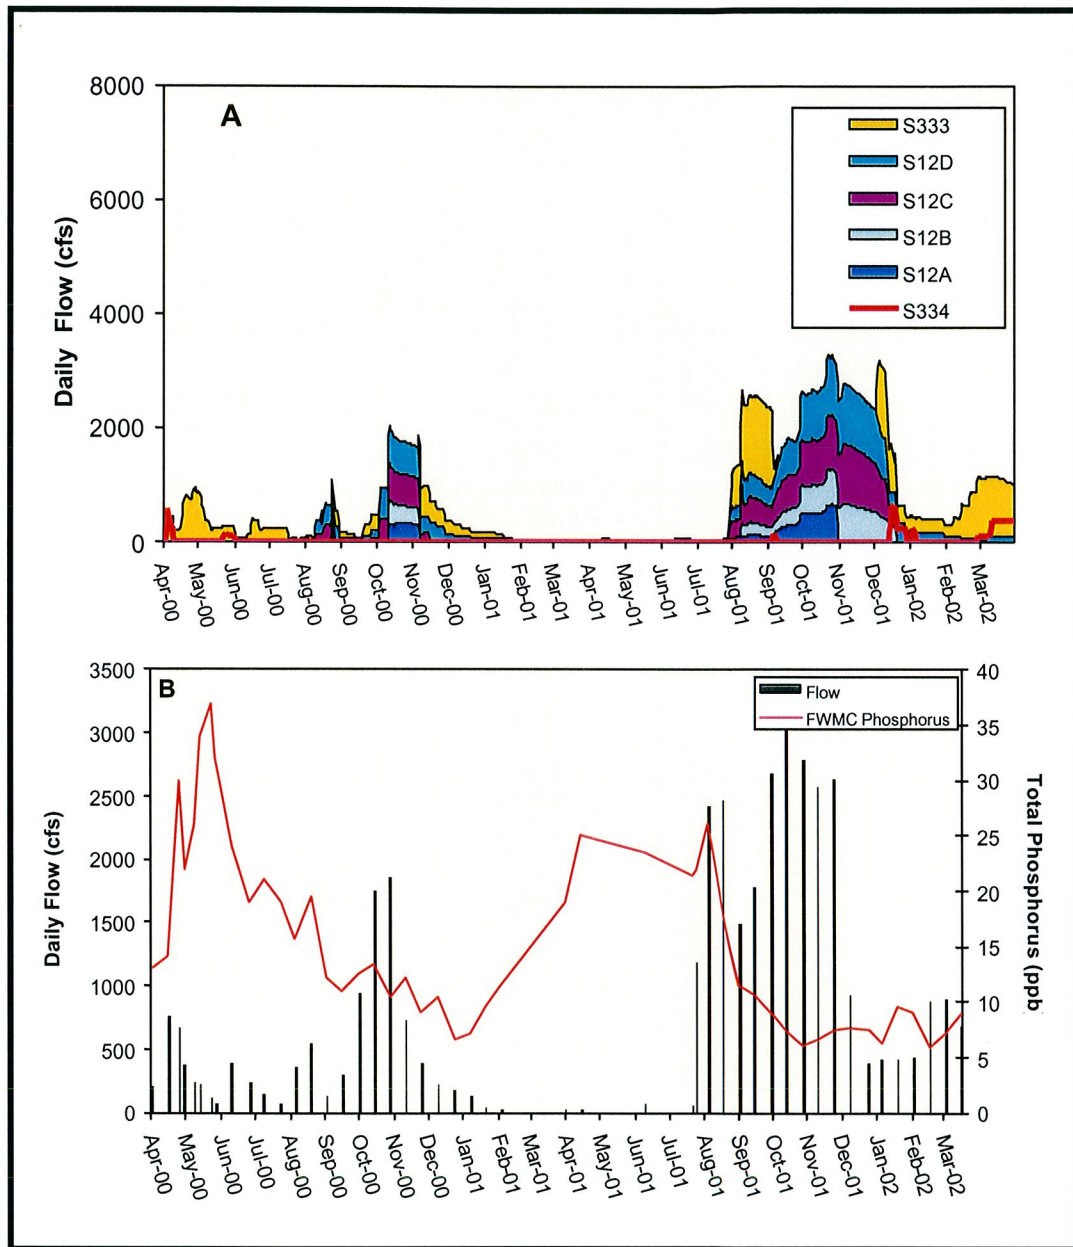 A
8000
6000
4000
2000
0
Daily Flow (cfs)
S333
S12D
S12C
S12B
S12A
S334
Apr-00
May-00
Jun-00
Jul-00
Aug-00
Sep-00
Oct-00
Nov-00
Dec-00
Jan-01
Feb-01
Mar-01
Apr-01
May-01
Jun-01
Jul-01
Aug-01
Sep-01
Oct-01
Nov-01
Dec-01
Jan-02
Feb-02
Mar-02
B
3500
3000
2500
2000
1500
1000
500
0
Daily Flow (cfs)
Flow
FWMC Phosphorus
40
35
30
25
20
15
10
5
0
Total Phosphorus (ppb
Apr-00
May-00
Jun-00
Jul-00
Aug-00
Sep-00
Oct-00
Nov-00
Dec-00
Jan-01
Feb-01
Mar-01
Apr-01
May-01
Jun-01
Jul-01
Aug-01
Sep-01
Oct-01
Nov-01
Dec-01
Jan-02
Feb-02
Mar-02